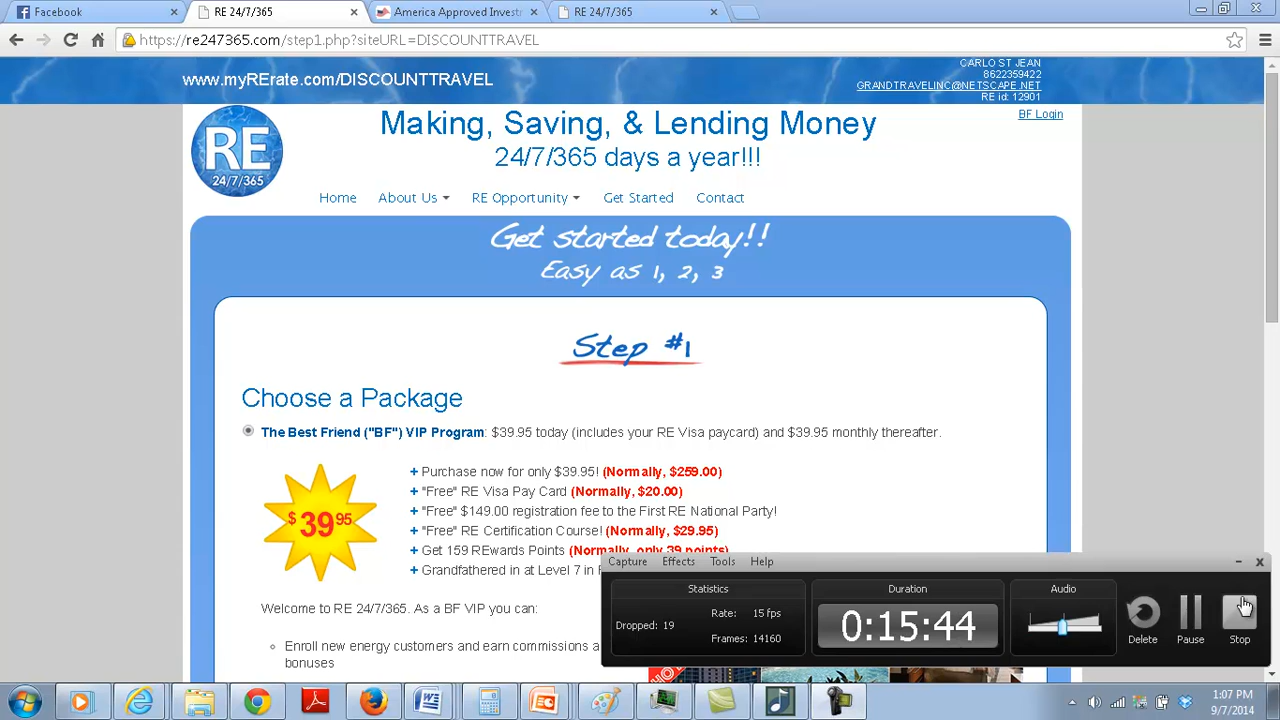 Facebook
RE 24/7/365
America Approved Invest
RE 24/7/365
https://re247365.com/step1.php?siteURL=DISCOUNTTRAVEL
www.myRErate.com/DISCOUNTTRAVEL
CARLO ST JEAN
8622359422
GRANDTRAVELINC@NETSCAPE.NET
RE id: 12901
BF Login
RE
24/7/365
Making, Saving, & Lending Money
24/7/365 days a year!!!
Home About Us RE Opportunity Get Started Contact
Get started today!!
Easy as 1, 2, 3
Step #1
Choose a Package
The Best Friend ("BF") VIP Program: $39.95 today (includes your RE Visa paycard) and $39.95 monthly thereafter.
$39.95
+ Purchase now for only $39.95! (Normally, $259.00)
+ "Free" RE Visa Pay Card (Normally, $20.00)
+ "Free" $149.00 registration fee to the First RE National Party!
+ "Free" RE Certification Course! (Normally, $29.95)
+ Get 159 REwards Points (Normally, only 39 points)
+ Grandfathered in at Level 7 in
Welcome to RE 24/7/365. As a BF VIP you can:
Enroll new energy customers and earn commissions a
bonuses
Capture Effects Tools Help
Statistics
Dropped: 19
Rate: 15 fps
Frames: 14160
Duration
0:15:44
Audio
Delete
Pause
Stop
1:07 PM
9/7/2014